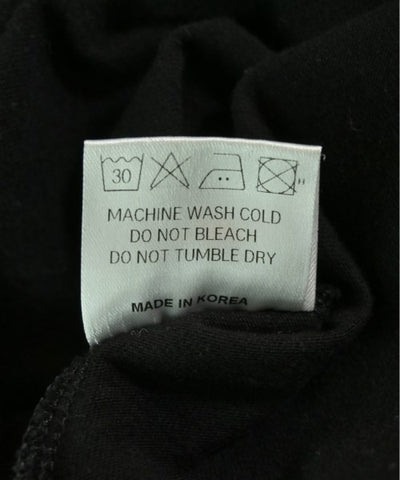 30
MACHINE WASH COLD
DO NOT BLEACH
DO NOT TUMBLE DRY
MADE IN KOREA